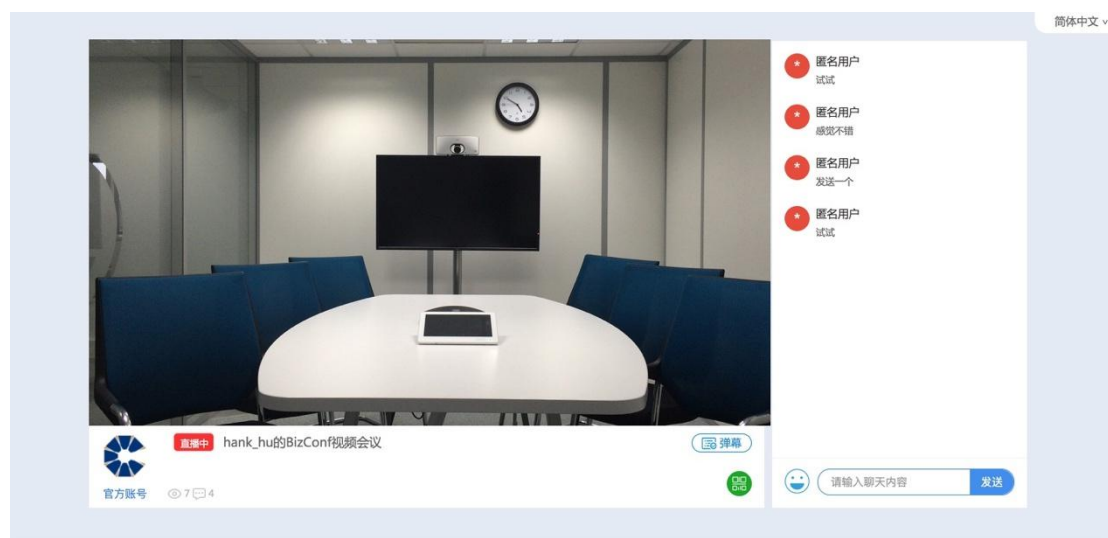 简体中文
匿名用户
试试
匿名用户
感觉不错
匿名用户
发送一个
匿名用户
试试
直播中 hank_hu的BizConf视频会议
弹幕
官方账号 7 4
请输入聊天内容 发送